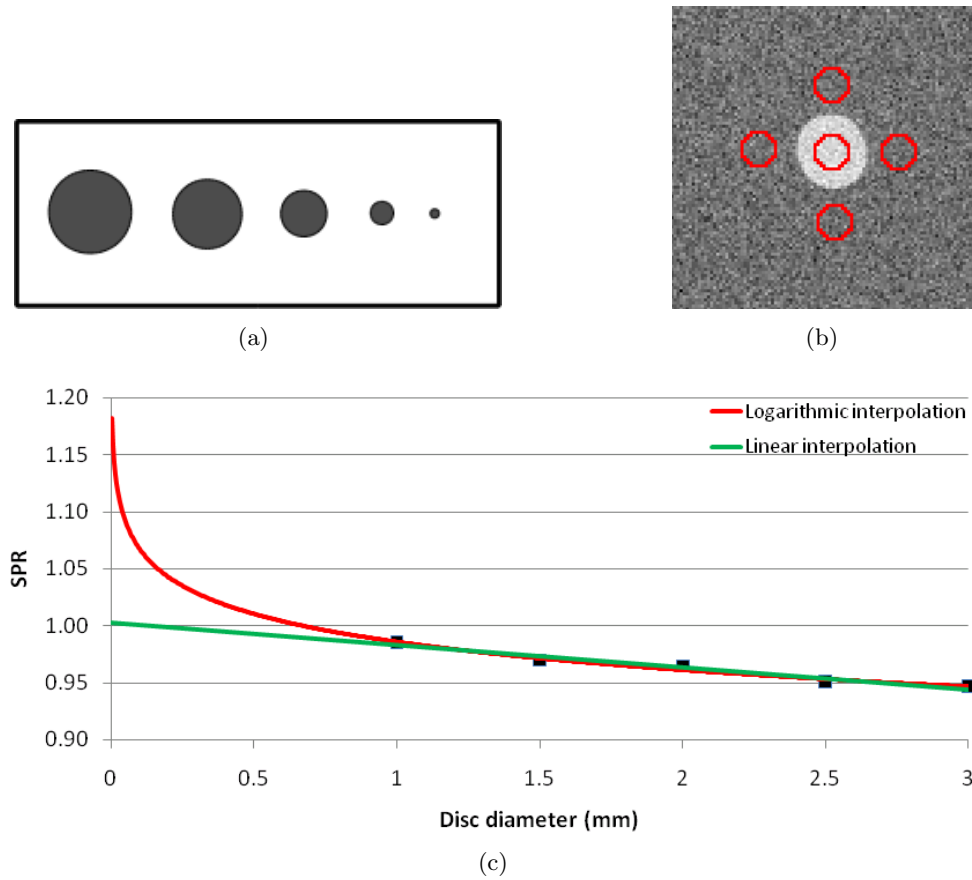 (a)
(b)
1.20
1.15
1.10
1.05
1.00
0.95
0.90
SPR
Logarithmic interpolation
Linear interpolation
0 0.5 1 1.5 2 2.5 3
Disc diameter (mm)
(c)